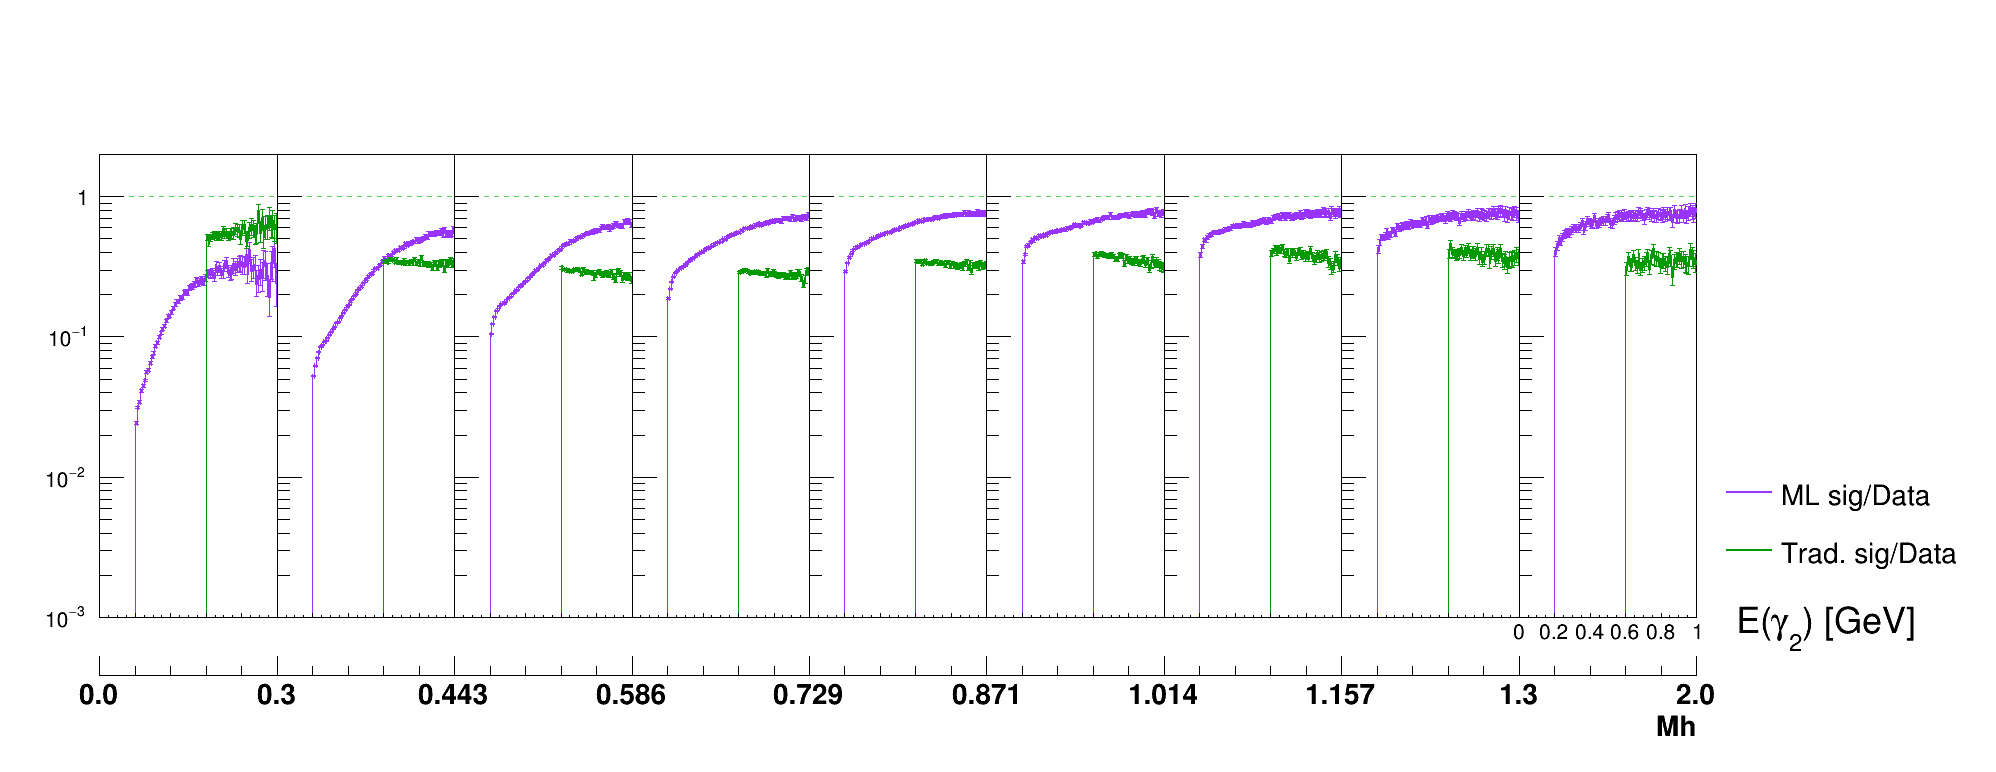 1
10⁻¹
10⁻²
10⁻³
ML sig/Data
Trad. sig/Data
0 0.2 0.4 0.6 0.8 1
E(γ₂) [GeV]
0.0 0.3 0.443 0.586 0.729 0.871 1.014 1.157 1.3 2.0
Mh